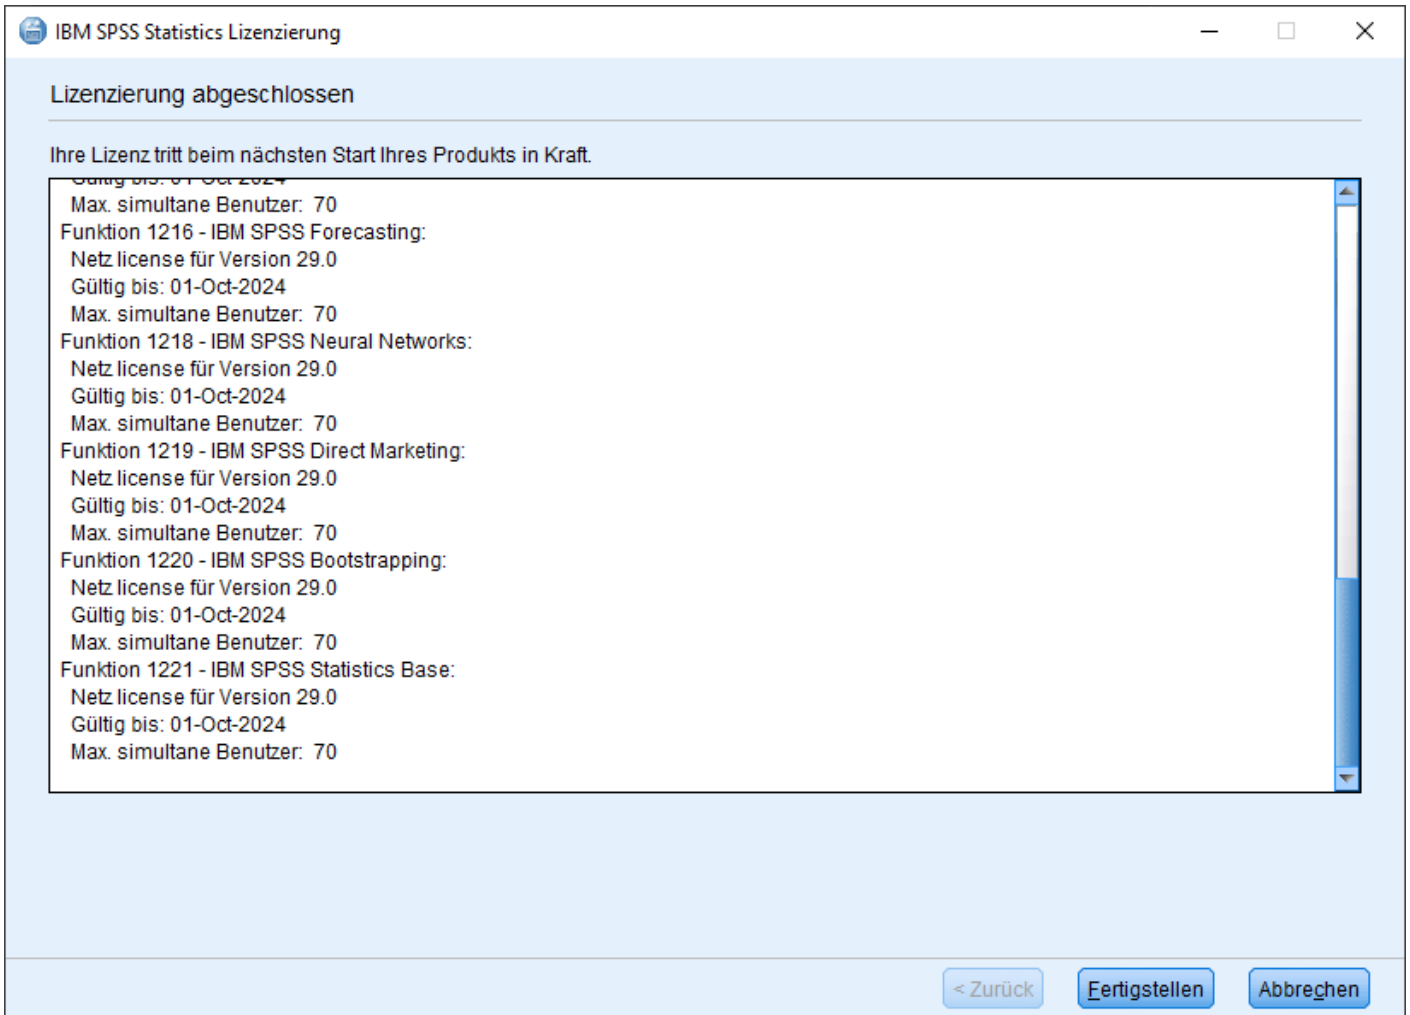 IBM SPSS Statistics Lizenzierung
Lizenzierung abgeschlossen
Ihre Lizenz tritt beim nächsten Start Ihres Produkts in Kraft.
Gültig bis: 01-Oct-2024
Max. simultane Benutzer: 70
Funktion 1216 - IBM SPSS Forecasting:
Netz license für Version 29.0
Gültig bis: 01-Oct-2024
Max. simultane Benutzer: 70
Funktion 1218 - IBM SPSS Neural Networks:
Netz license für Version 29.0
Gültig bis: 01-Oct-2024
Max. simultane Benutzer: 70
Funktion 1219 - IBM SPSS Direct Marketing:
Netz license für Version 29.0
Gültig bis: 01-Oct-2024
Max. simultane Benutzer: 70
Funktion 1220 - IBM SPSS Bootstrapping:
Netz license für Version 29.0
Gültig bis: 01-Oct-2024
Max. simultane Benutzer: 70
Funktion 1221 - IBM SPSS Statistics Base:
Netz license für Version 29.0
Gültig bis: 01-Oct-2024
Max. simultane Benutzer: 70
< Zurück Fertigstellen Abbrechen